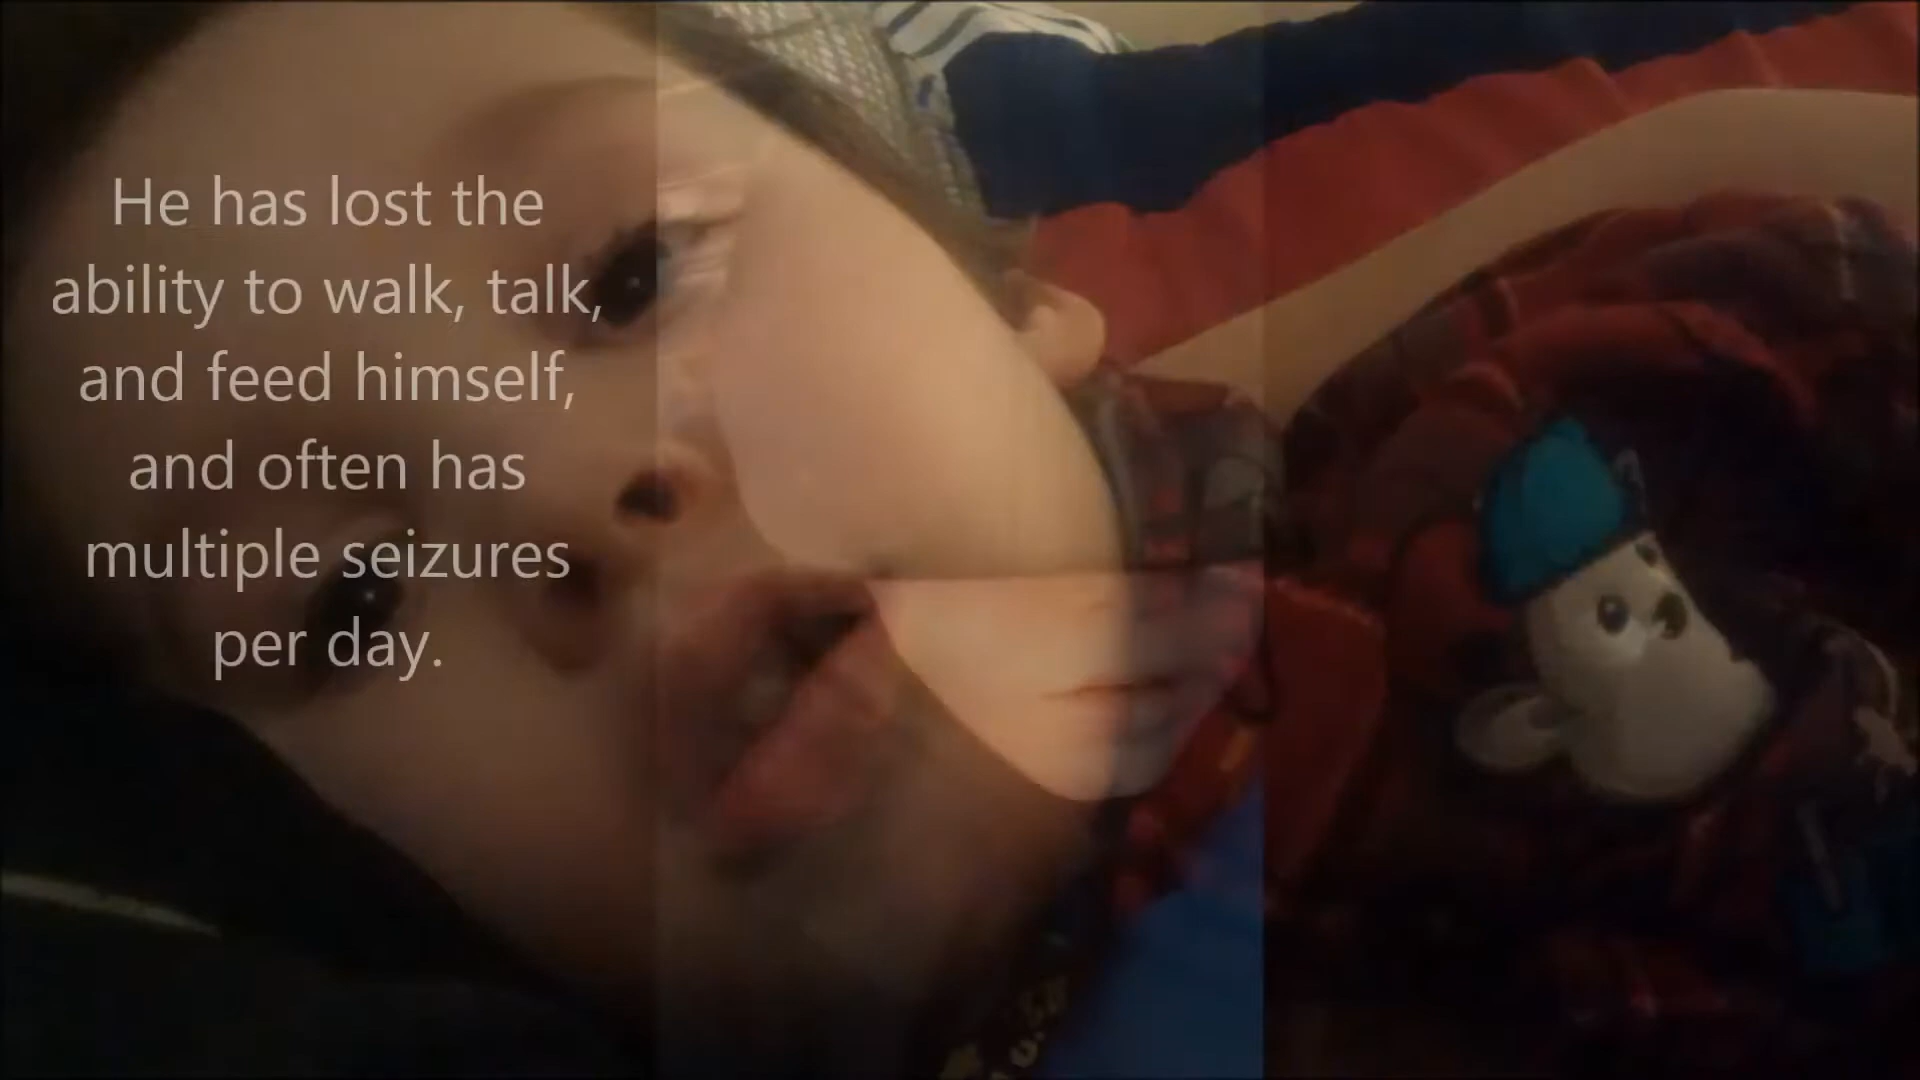 He has lost the
ability to walk, talk,
and feed himself,
and often has
multiple seizures
per day.